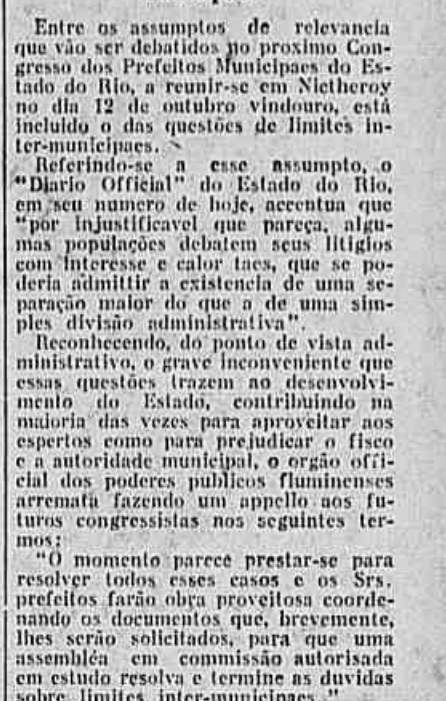 Entre os assumptos de relevancia
que vão ser debatidos no proximo Con-
gresso dos Prefeitos Municipaes do Es-
tado do Rio, a reunir-se em Nictheroy
no dia 12 de outubro vindouro, está
incluido o das questões de limites in-
ter-municipaes.
Referindo-se a esse assumpto, o
"Diario Official" do Estado do Rio,
em seu numero de hoje, accentua que
"por injustificavel que pareça, algu-
mas populações debatem seus litigios
com interesse e calor taes, que se po-
deria admittir a existencia de uma se-
paração maior do que a de uma sim-
ples divisão administrativa".
Reconhecendo, do ponto de vista ad-
ministrativo, o grave inconveniente que
essas questões trazem ao desenvolvi-
mento do Estado, contribuindo na
maioria das vezes para aproveitar aos
espertos como para prejudicar o fisco
e a autoridade municipal, o orgão offi-
cial dos poderes publicos fluminenses
arremata fazendo um appello aos fu-
turos congressistas nos seguintes ter-
mos:
"O momento parece prestar-se para
resolver todos esses casos e os Srs.
prefeitos farão obra proveitosa coorde-
nando os documentos que, brevemente,
lhes serão solicitados, para que uma
assembléa em commissão autorisada
em estudo resolva e termine as duvidas
sobre limites inter-municipaes."